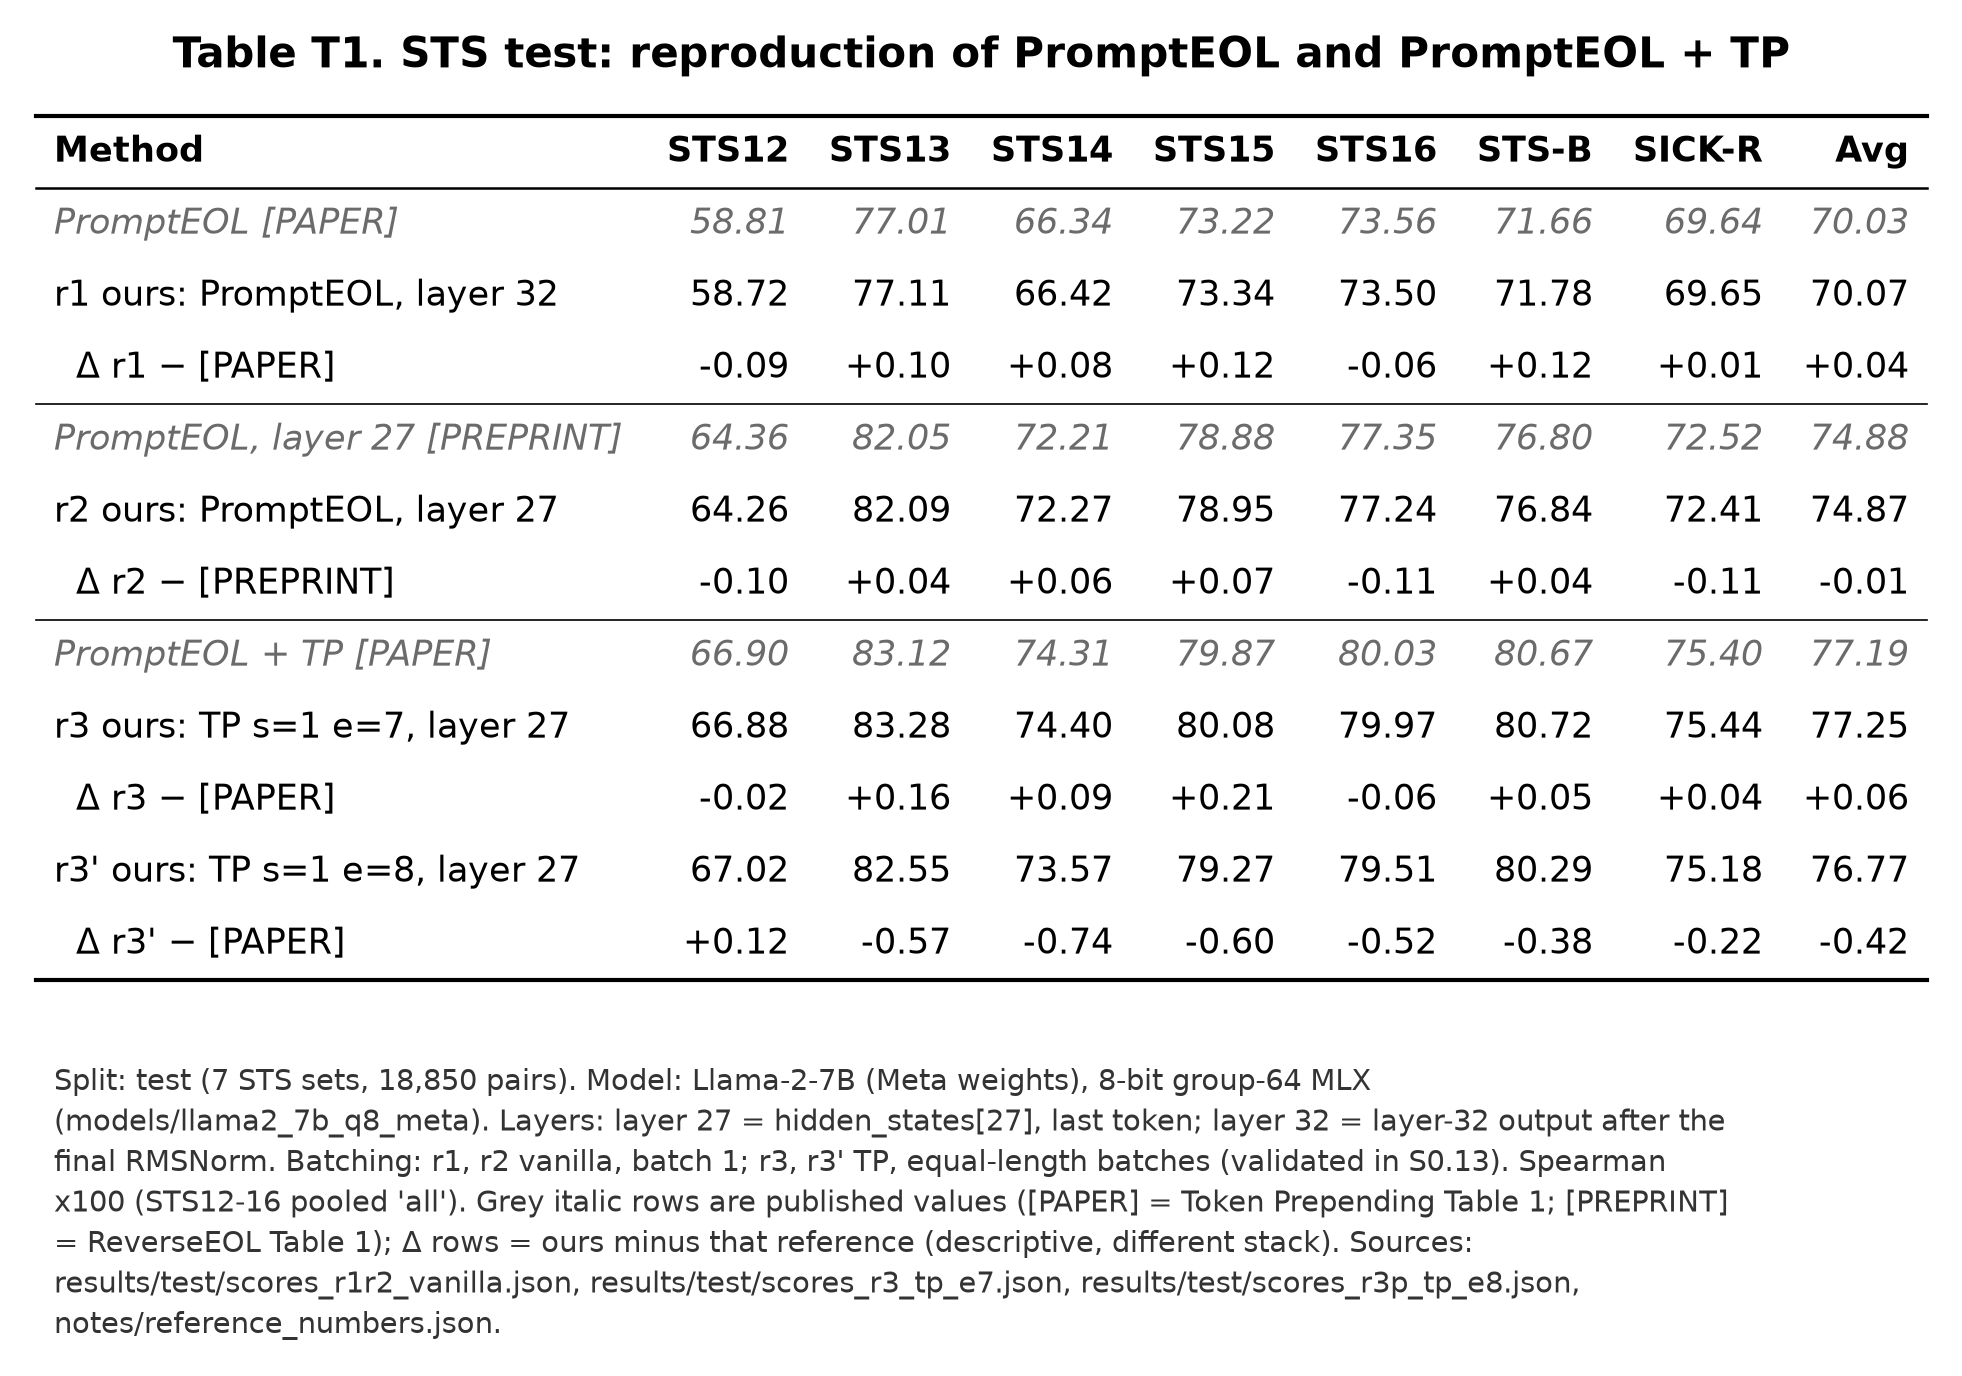 Table T1. STS test: reproduction of PromptEOL and PromptEOL + TP
Method STS12 STS13 STS14 STS15 STS16 STS-B SICK-R Avg
PromptEOL [PAPER] 58.81 77.01 66.34 73.22 73.56 71.66 69.64 70.03
r1 ours: PromptEOL, layer 32 58.72 77.11 66.42 73.34 73.50 71.78 69.65 70.07
Δ r1 − [PAPER] -0.09 +0.10 +0.08 +0.12 -0.06 +0.12 +0.01 +0.04
PromptEOL, layer 27 [PREPRINT] 64.36 82.05 72.21 78.88 77.35 76.80 72.52 74.88
r2 ours: PromptEOL, layer 27 64.26 82.09 72.27 78.95 77.24 76.84 72.41 74.87
Δ r2 − [PREPRINT] -0.10 +0.04 +0.06 +0.07 -0.11 +0.04 -0.11 -0.01
PromptEOL + TP [PAPER] 66.90 83.12 74.31 79.87 80.03 80.67 75.40 77.19
r3 ours: TP s=1 e=7, layer 27 66.88 83.28 74.40 80.08 79.97 80.72 75.44 77.25
Δ r3 − [PAPER] -0.02 +0.16 +0.09 +0.21 -0.06 +0.05 +0.04 +0.06
r3' ours: TP s=1 e=8, layer 27 67.02 82.55 73.57 79.27 79.51 80.29 75.18 76.77
Δ r3' − [PAPER] +0.12 -0.57 -0.74 -0.60 -0.52 -0.38 -0.22 -0.42
Split: test (7 STS sets, 18,850 pairs). Model: Llama-2-7B (Meta weights), 8-bit group-64 MLX
(models/llama2_7b_q8_meta). Layers: layer 27 = hidden_states[27], last token; layer 32 = layer-32 output after the
final RMSNorm. Batching: r1, r2 vanilla, batch 1; r3, r3' TP, equal-length batches (validated in S0.13). Spearman
x100 (STS12-16 pooled 'all'). Grey italic rows are published values ([PAPER] = Token Prepending Table 1; [PREPRINT]
= ReverseEOL Table 1); Δ rows = ours minus that reference (descriptive, different stack). Sources:
results/test/scores_r1r2_vanilla.json, results/test/scores_r3_tp_e7.json, results/test/scores_r3p_tp_e8.json,
notes/reference_numbers.json.